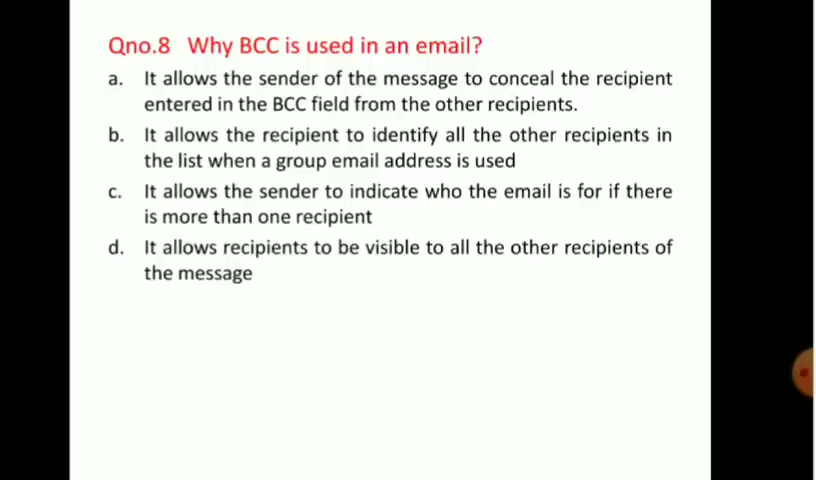 Qno.8 Why BCC is used in an email?
a. It allows the sender of the message to conceal the recipient
entered in the BCC field from the other recipients.
b. It allows the recipient to identify all the other recipients in
the list when a group email address is used
c. It allows the sender to indicate who the email is for if there
is more than one recipient
d. It allows recipients to be visible to all the other recipients of
the message